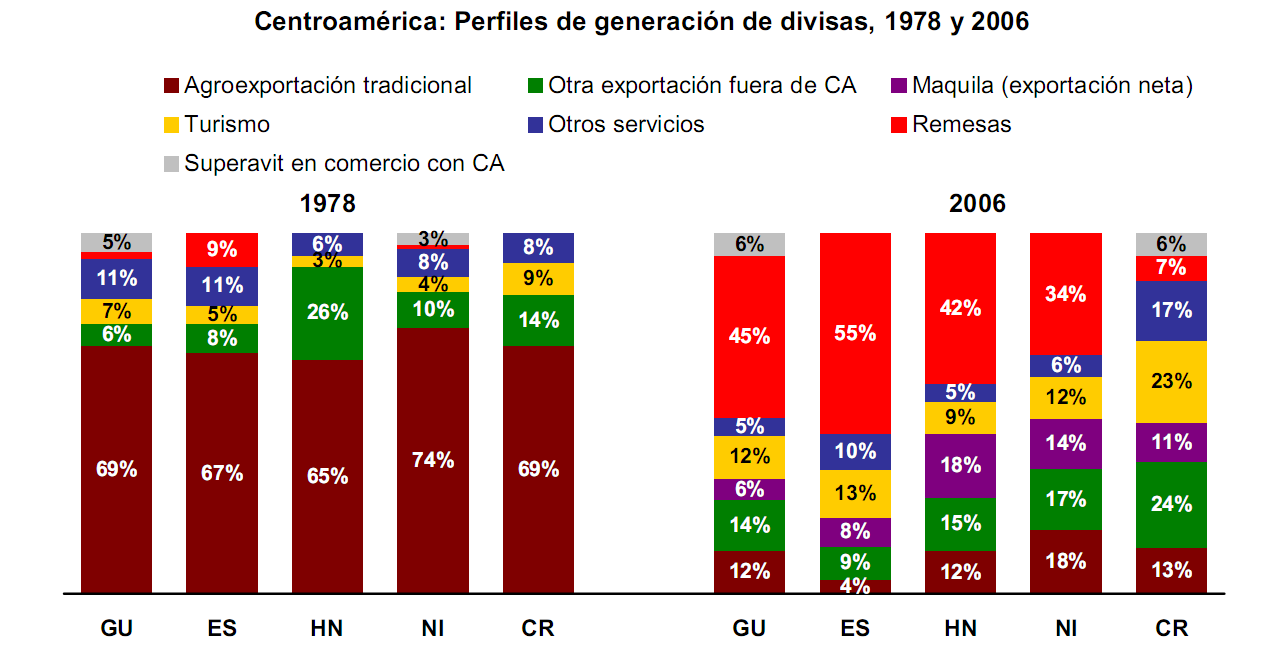 Centroamérica: Perfiles de generación de divisas, 1978 y 2006
Agroexportación tradicional Otra exportación fuera de CA Maquila (exportación neta)
Turismo Otros servicios Remesas
Superavit en comercio con CA
1978
5% 11% 7% 6% 69%
9% 11% 5% 8% 67%
6% 3% 26% 65%
3% 8% 4% 10% 74%
8% 9% 14% 69%
GU ES HN NI CR
2006
6% 45% 5% 12% 6% 14% 12%
55% 10% 13% 8% 9% 4%
42% 5% 9% 18% 15% 12%
34% 6% 12% 14% 17% 18%
6% 7% 17% 23% 11% 24% 13%
GU ES HN NI CR